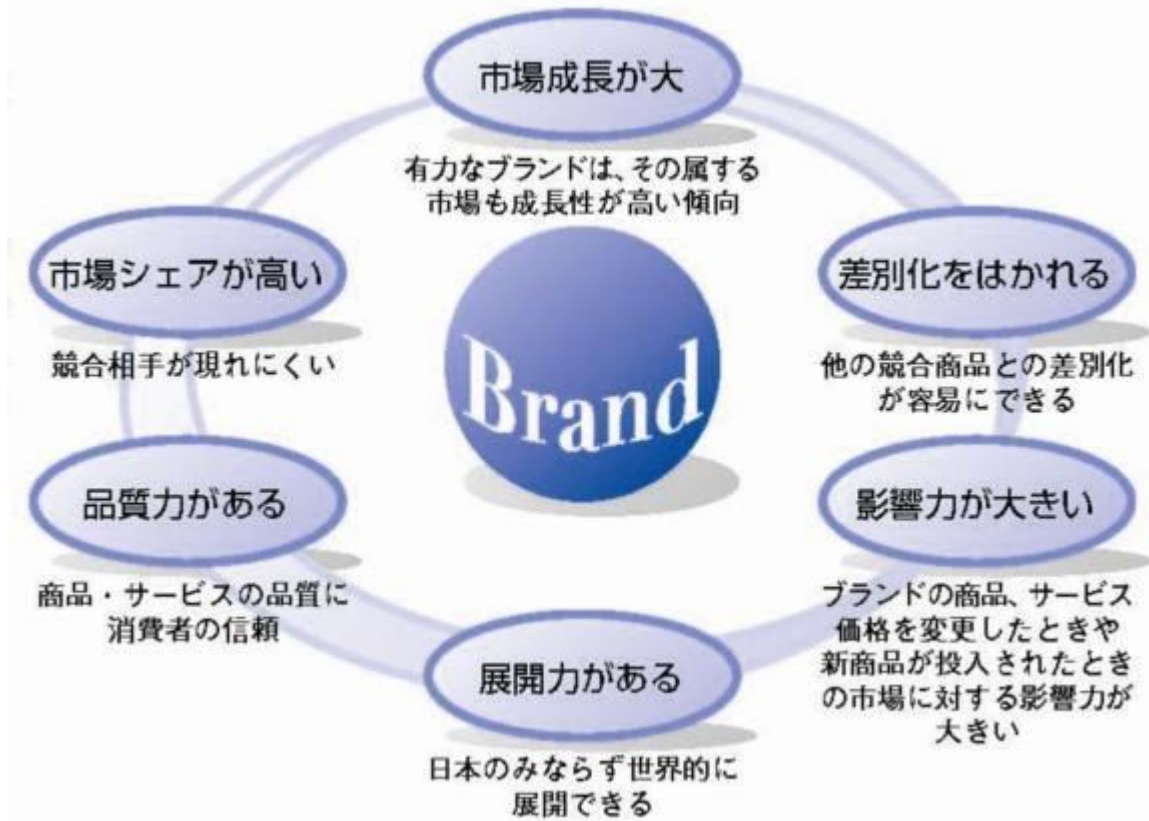 市場成長が大
有力なブランドは、その属する
市場も成長性が高い傾向
市場シェアが高い
競合相手が現れにくい
Brand
差別化をはかれる
他の競合商品との差別化
が容易にできる
品質力がある
商品・サービスの品質に
消費者の信頼
影響力が大きい
ブランドの商品、サービス
価格を変更したときや
新商品が投入されたとき
の市場に対する影響力が
大きい
展開力がある
日本のみならず世界的に
展開できる